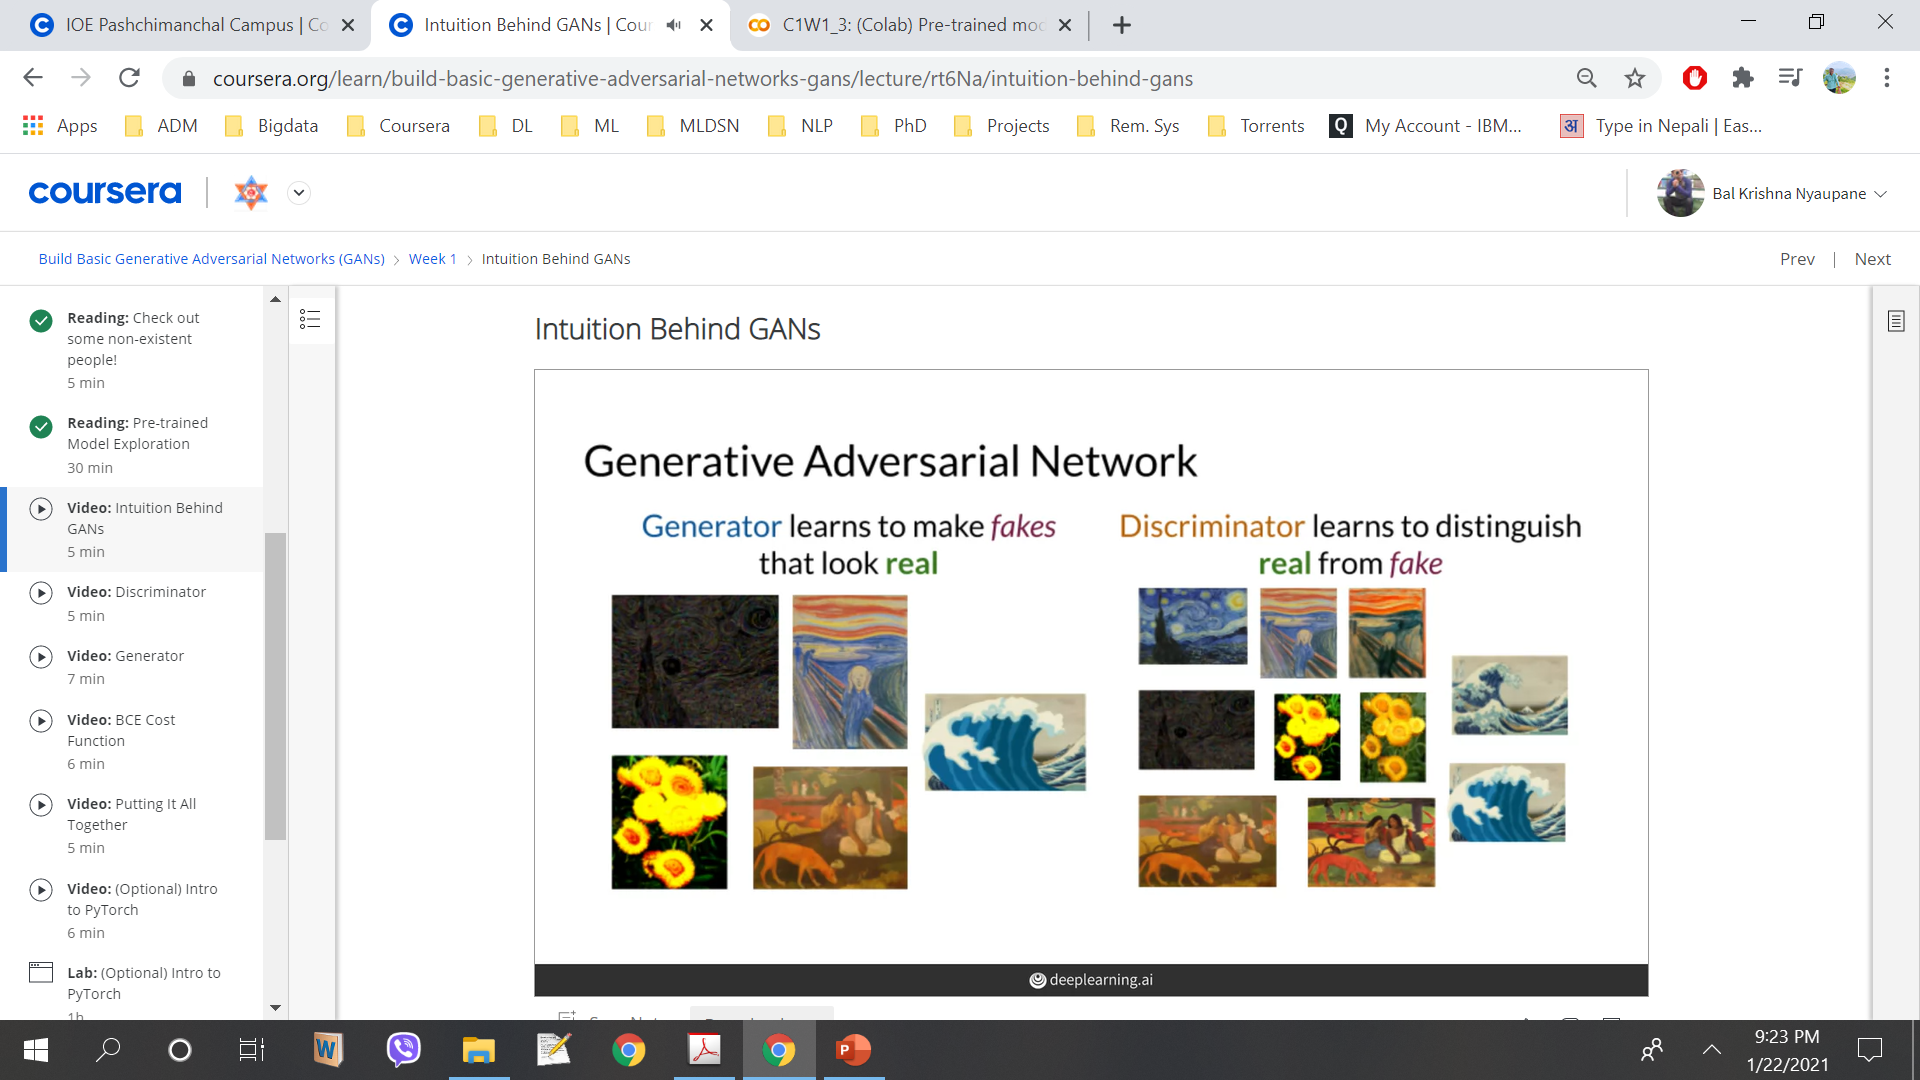 IOE Pashchimanchal Campus | Co
Intuition Behind GANs | Cour
C1W1_3: (Colab) Pre-trained mod
coursera.org/learn/build-basic-generative-adversarial-networks-gans/lecture/rt6Na/intuition-behind-gans
Apps
ADM
Bigdata
Coursera
DL
ML
MLDSN
NLP
PhD
Projects
Rem. Sys
Torrents
Q
My Account - IBM...
अ
Type in Nepali | Eas...
coursera
Bal Krishna Nyaupane
Build Basic Generative Adversarial Networks (GANs) > Week 1 > Intuition Behind GANs
Prev | Next
Reading: Check out
some non-existent
people!
5 min
Reading: Pre-trained
Model Exploration
30 min
Video: Intuition Behind
GANs
5 min
Video: Discriminator
5 min
Video: Generator
7 min
Video: BCE Cost
Function
6 min
Video: Putting It All
Together
5 min
Video: (Optional) Intro
to PyTorch
6 min
Lab: (Optional) Intro to
PyTorch
1h
Intuition Behind GANs
Generative Adversarial Network
Generator learns to make fakes
that look real
Discriminator learns to distinguish
real from fake
deeplearning.ai
9:23 PM
1/22/2021